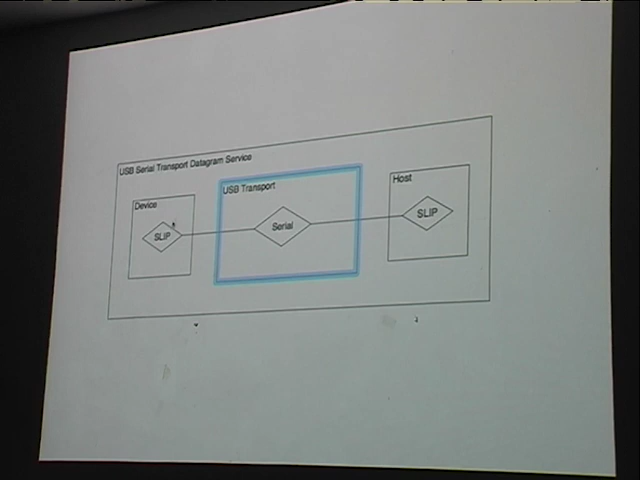 USB Serial Transport Datagram Service
Device
SLIP
USB Transport
Serial
Host
SLIP